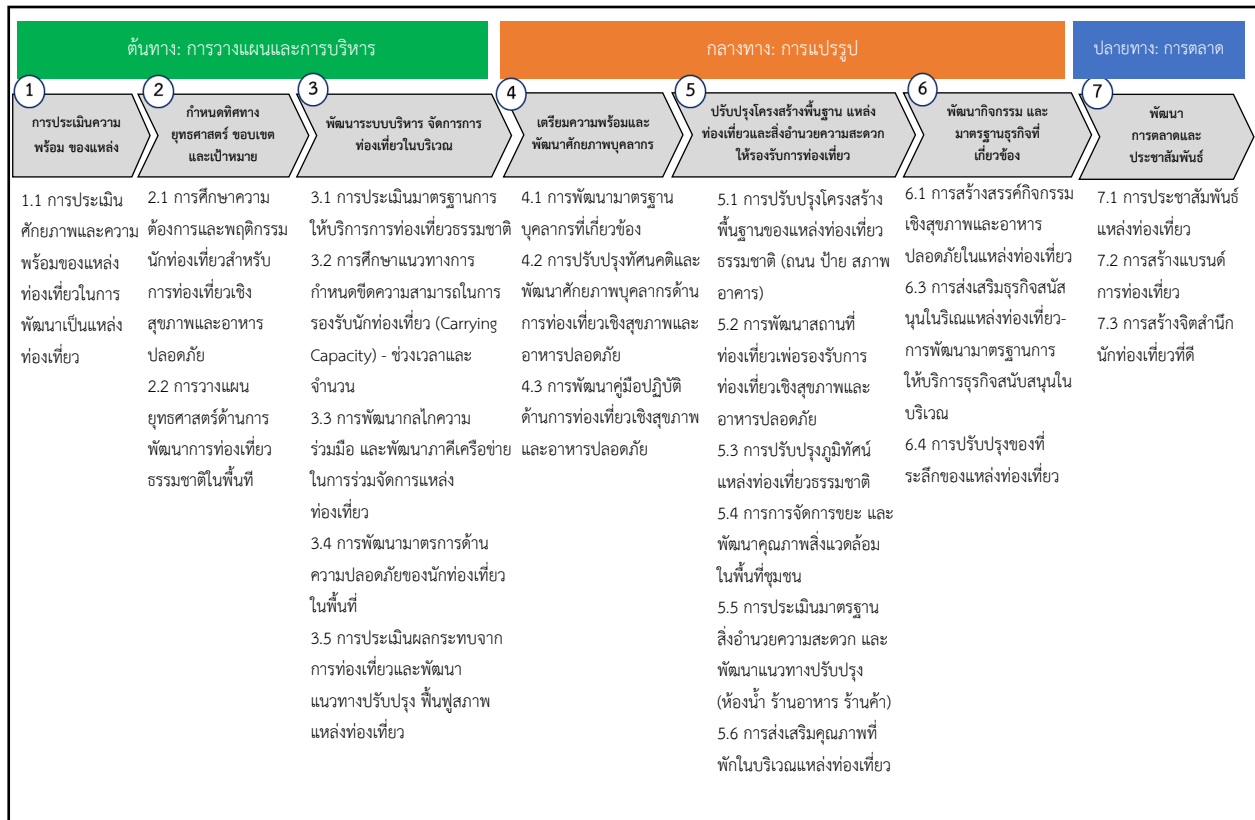 ต้นทาง: การวางแผนและการบริหาร
กลางทาง: การแปรรูป
ปลายทาง: การตลาด
1
การประเมินความ
พร้อม ของแหล่ง
2
กำหนดทิศทาง
ยุทธศาสตร์ ขอบเขต
และเป้าหมาย
3
พัฒนาระบบบริหาร จัดการการ
ท่องเที่ยวในบริเวณ
4
เตรียมความพร้อมและ
พัฒนาศักยภาพบุคลากร
5
ปรับปรุงโครงสร้างพื้นฐาน แหล่ง
ท่องเที่ยวและสิ่งอำนวยความสะดวก
ให้รองรับการท่องเที่ยว
6
พัฒนากิจกรรม และ
มาตรฐานธุรกิจที่
เกี่ยวข้อง
7
พัฒนา
การตลาดและ
ประชาสัมพันธ์
1.1 การประเมิน
ศักยภาพและความ
พร้อมของแหล่ง
ท่องเที่ยวในการ
พัฒนาเป็นแหล่ง
ท่องเที่ยว
2.1 การศึกษาความ
ต้องการและพฤติกรรม
นักท่องเที่ยวสำหรับ
การท่องเที่ยวเชิง
สุขภาพและอาหาร
ปลอดภัย
2.2 การวางแผน
ยุทธศาสตร์ด้านการ
พัฒนาการท่องเที่ยว
ธรรมชาติในพื้นที
3.1 การประเมินมาตรฐานการ
ให้บริการการท่องเที่ยวธรรมชาติ
3.2 การศึกษาแนวทางการ
กำหนดขีดความสามารถในการ
รองรับนักท่องเที่ยว (Carrying
Capacity) - ช่วงเวลาและ
จำนวน
3.3 การพัฒนากลไกความ
ร่วมมือ และพัฒนาภาคีเครือข่าย
ในการร่วมจัดการแหล่ง
ท่องเที่ยว
3.4 การพัฒนามาตรการด้าน
ความปลอดภัยของนักท่องเที่ยว
ในพื้นที่
3.5 การประเมินผลกระทบจาก
การท่องเที่ยวและพัฒนา
แนวทางปรับปรุง ฟื้นฟูสภาพ
แหล่งท่องเที่ยว
4.1 การพัฒนามาตรฐาน
บุคลากรที่เกี่ยวข้อง
4.2 การปรับปรุงทัศนคติและ
พัฒนาศักยภาพบุคลากรด้าน
การท่องเที่ยวเชิงสุขภาพและ
อาหารปลอดภัย
4.3 การพัฒนาคู่มือปฏิบัติ
ด้านการท่องเที่ยวเชิงสุขภาพ
และอาหารปลอดภัย
5.1 การปรับปรุงโครงสร้าง
พื้นฐานของแหล่งท่องเที่ยว
ธรรมชาติ (ถนน ป้าย สภาพ
อาคาร)
5.2 การพัฒนาสถานที่
ท่องเที่ยวเพ่อรองรับการ
ท่องเที่ยวเชิงสุขภาพและ
อาหารปลอดภัย
5.3 การปรับปรุงภูมิทัศน์
แหล่งท่องเที่ยวธรรมชาติ
5.4 การการจัดการขยะ และ
พัฒนาคุณภาพสิ่งแวดล้อม
ในพื้นที่ชุมชน
5.5 การประเมินมาตรฐาน
สิ่งอำนวยความสะดวก และ
พัฒนาแนวทางปรับปรุง
(ห้องน้ำ ร้านอาหาร ร้านค้า)
5.6 การส่งเสริมคุณภาพที่
พักในบริเวณแหล่งท่องเที่ยว
6.1 การสร้างสรรค์กิจกรรม
เชิงสุขภาพและอาหาร
ปลอดภัยในแหล่งท่องเที่ยว
6.3 การส่งเสริมธุรกิจสนัส
นุนในริเณแหล่งท่องเที่ยว-
การพัฒนามาตรฐานการ
ให้บริการธุรกิจสนับสนุนใน
บริเวณ
6.4 การปรับปรุงของที่
ระลึกของแหล่งท่องเที่ยว
7.1 การประชาสัมพันธ์
แหล่งท่องเที่ยว
7.2 การสร้างแบรนด์
การท่องเที่ยว
7.3 การสร้างจิตสำนึก
นักท่องเที่ยวที่ดี